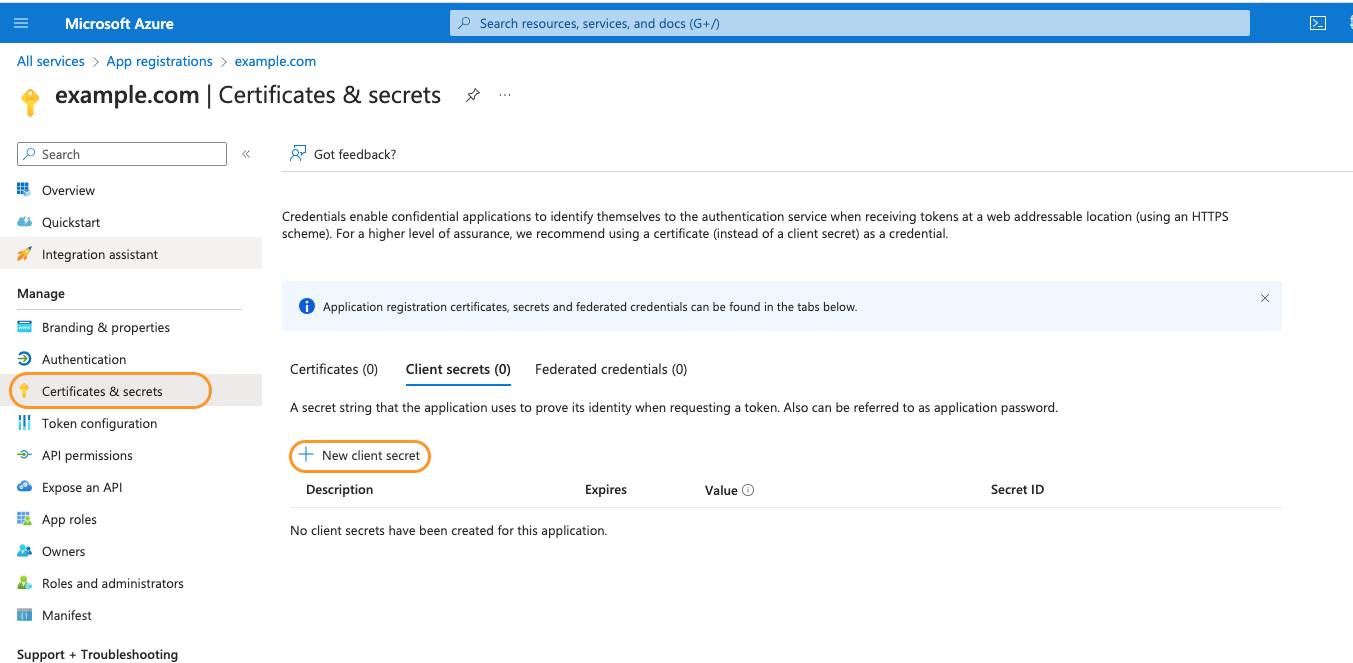 Microsoft Azure
Search resources, services, and docs (G+/)
All services > App registrations > example.com
example.com | Certificates & secrets
Search
Got feedback?
Overview
Quickstart
Integration assistant
Manage
Branding & properties
Authentication
Certificates & secrets
Token configuration
API permissions
Expose an API
App roles
Owners
Roles and administrators
Manifest
Support + Troubleshooting
Credentials enable confidential applications to identify themselves to the authentication service when receiving tokens at a web addressable location (using an HTTPS
scheme). For a higher level of assurance, we recommend using a certificate (instead of a client secret) as a credential.
Application registration certificates, secrets and federated credentials can be found in the tabs below.
Certificates (0) Client secrets (0) Federated credentials (0)
A secret string that the application uses to prove its identity when requesting a token. Also can be referred to as application password.
New client secret
Description Expires Value Secret ID
No client secrets have been created for this application.